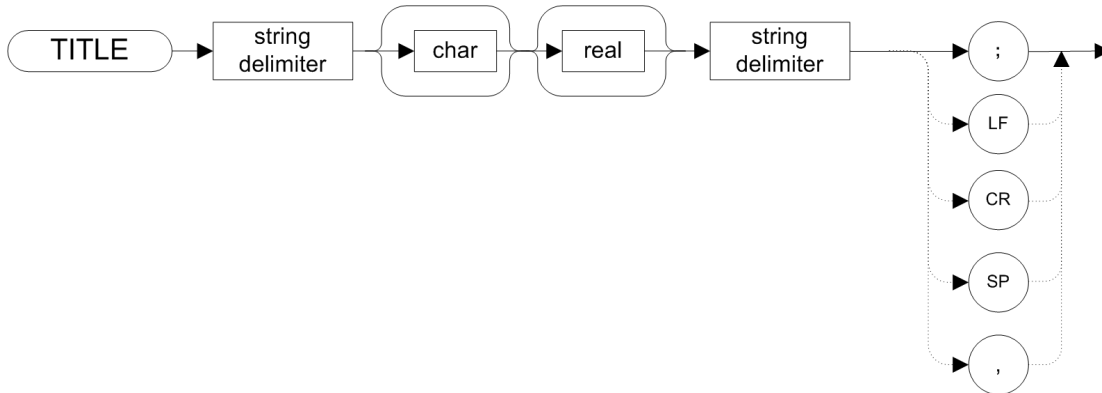 TITLE
string
delimiter
char
real
string
delimiter
;
LF
CR
SP
,